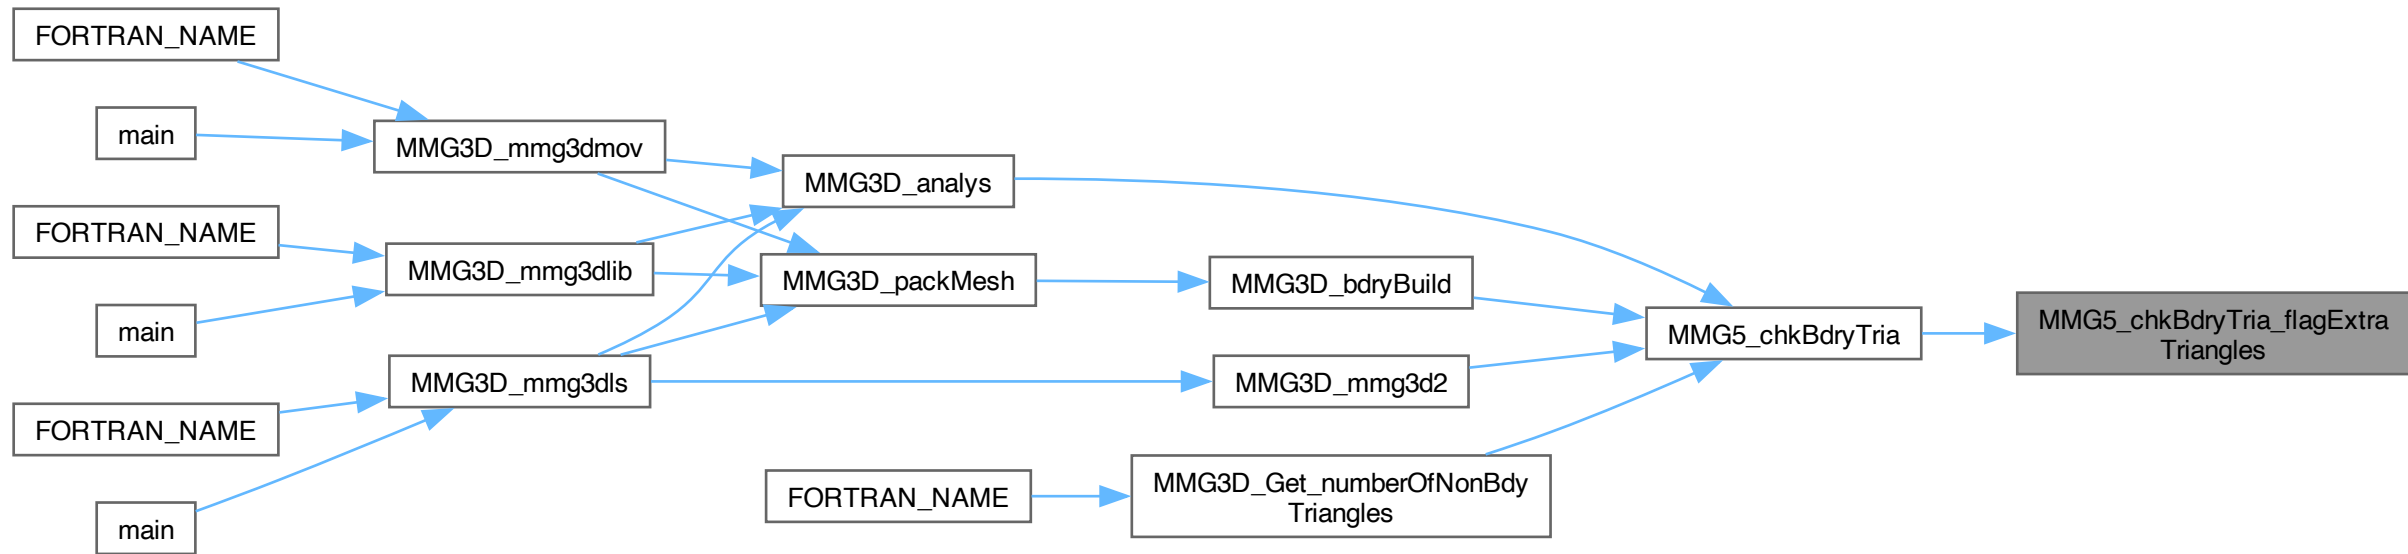 FORTRAN_NAME
main
MMG3D_mmg3dmov
MMG3D_analys
FORTRAN_NAME
MMG3D_mmg3dlib
MMG3D_packMesh
MMG3D_bdryBuild
main
MMG5_chkBdryTria
MMG5_chkBdryTria_flagExtra
Triangles
MMG3D_mmg3dls
MMG3D_mmg3d2
FORTRAN_NAME
main
FORTRAN_NAME
MMG3D_Get_numberOfNonBdy
Triangles